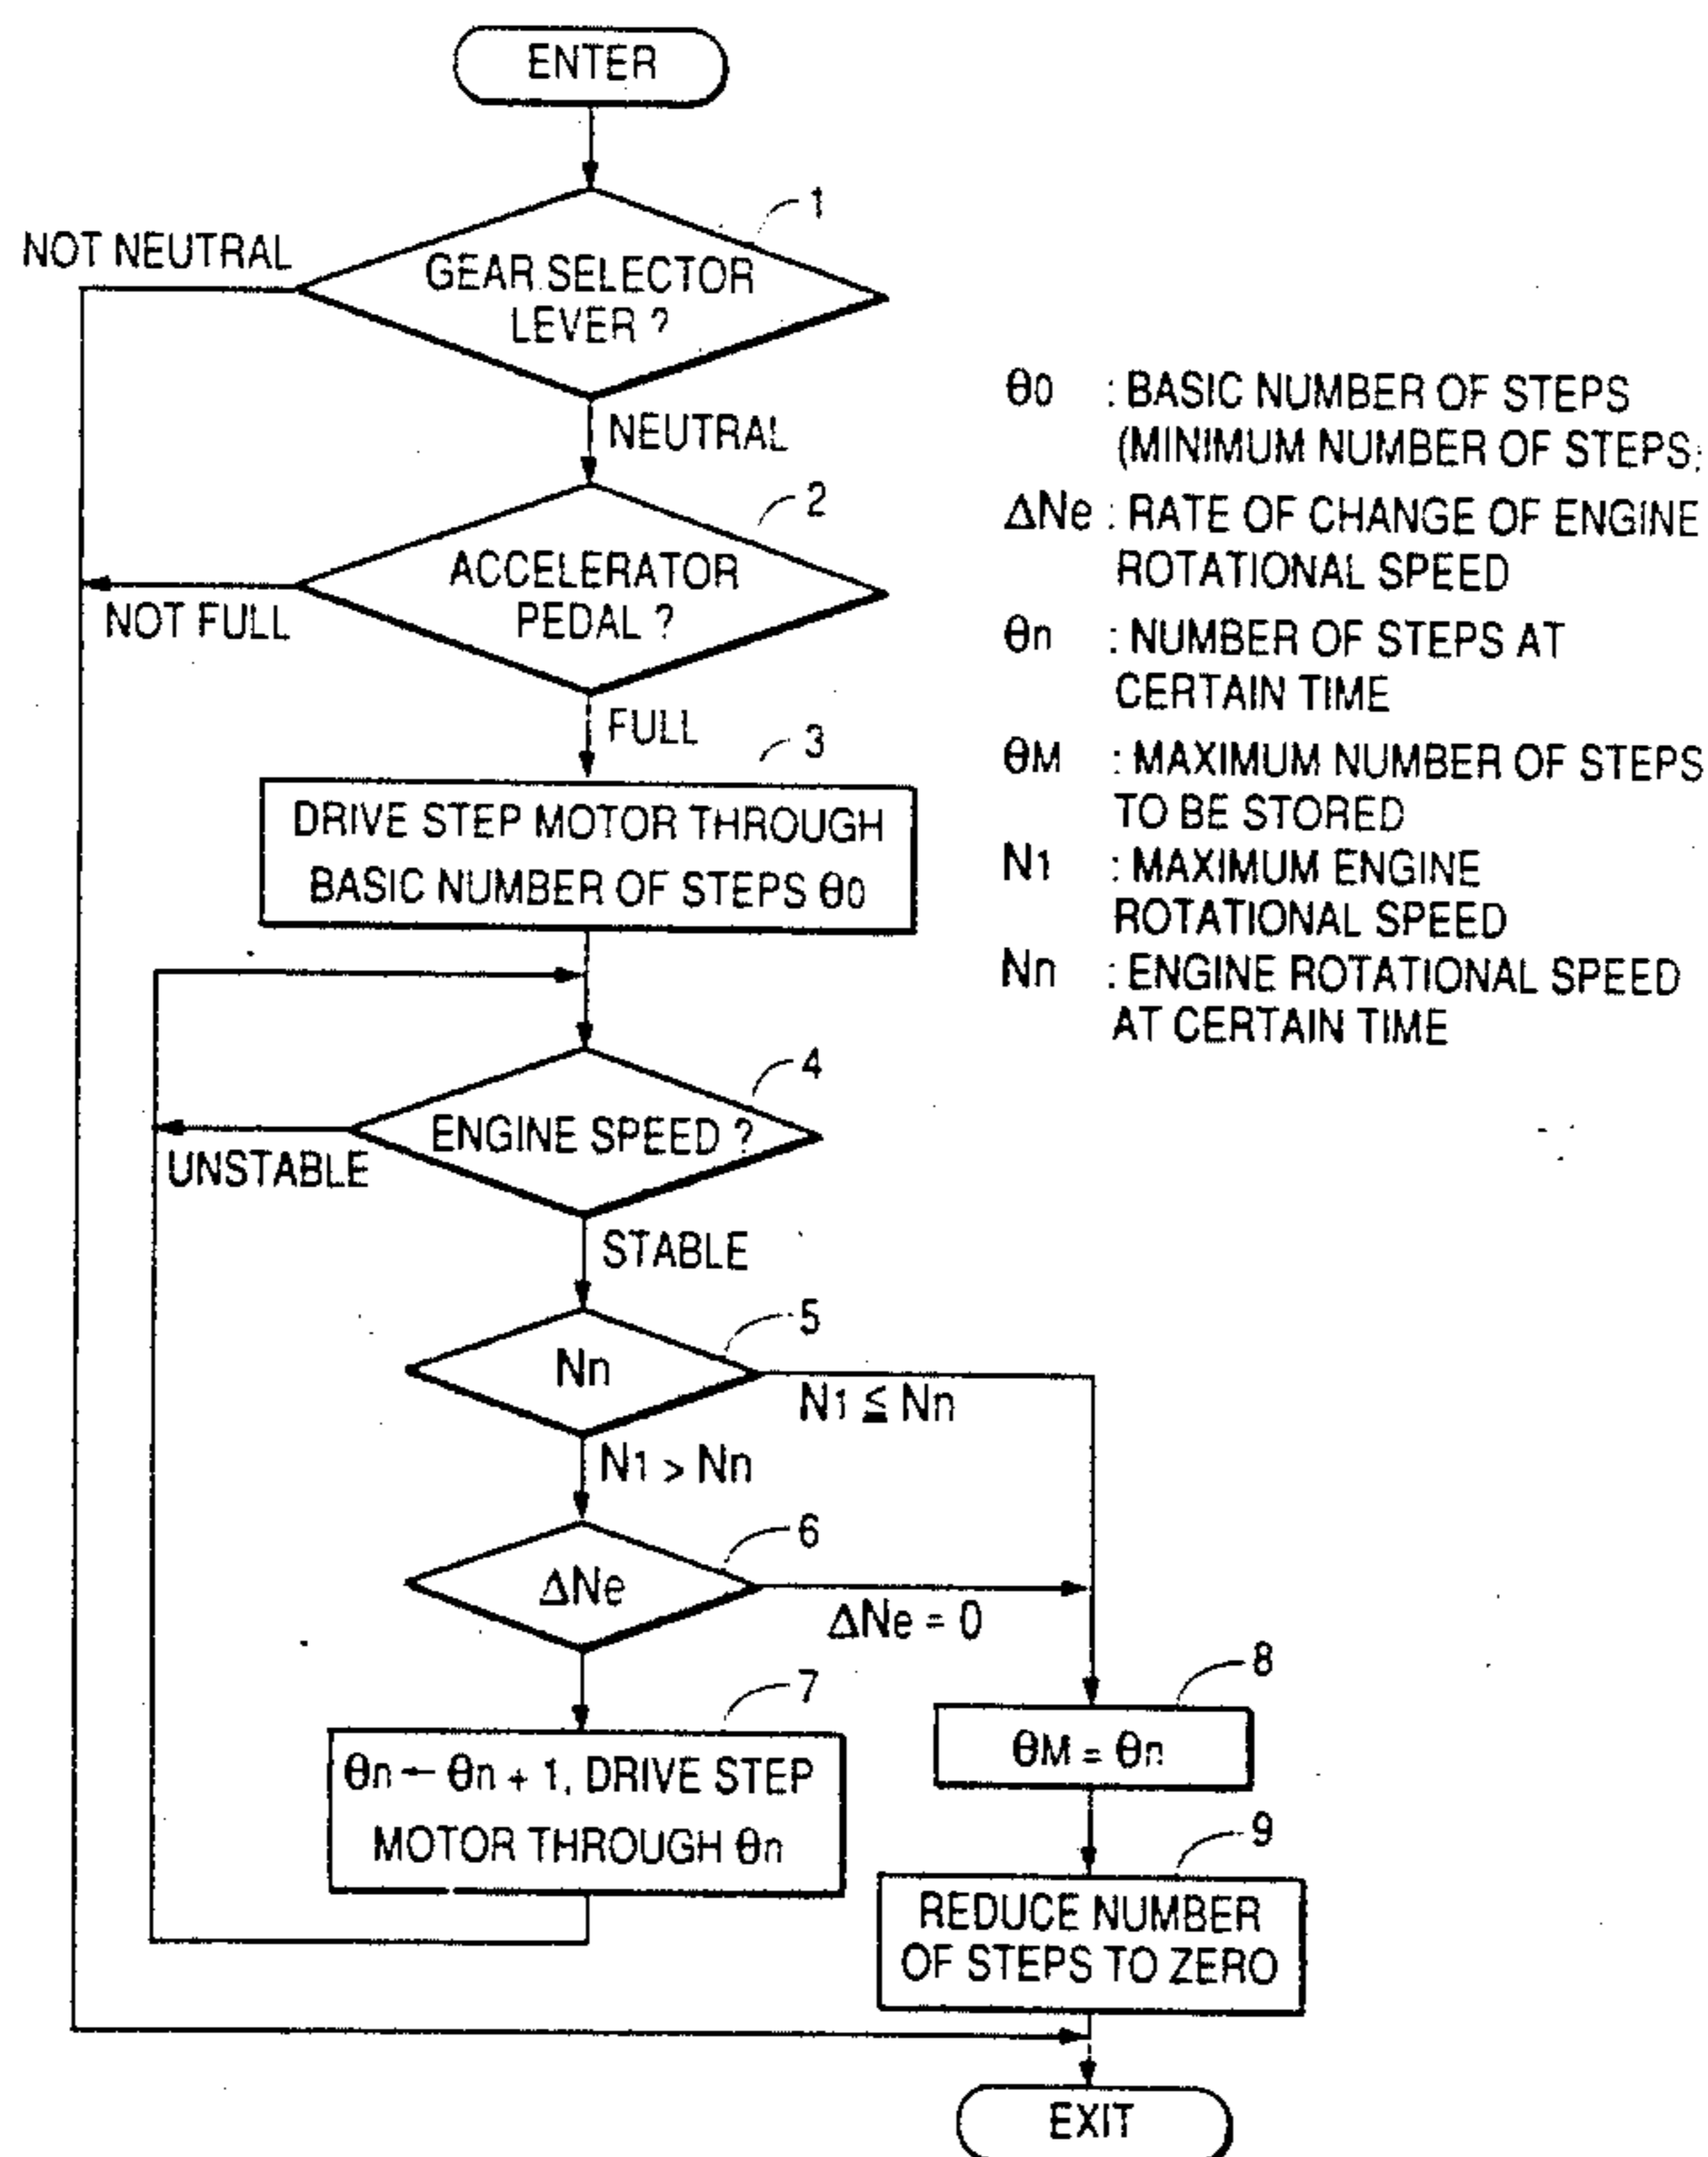 ENTER
1
NOT NEUTRAL
GEAR SELECTOR
LEVER ?
NEUTRAL
2
ACCELERATOR
PEDAL ?
NOT FULL
FULL
3
DRIVE STEP MOTOR THROUGH
BASIC NUMBER OF STEPS θ0
4
ENGINE SPEED ?
UNSTABLE
STABLE
5
Nn
N1 ≦ Nn
N1 > Nn
6
ΔNe
ΔNe = 0
7
θn ← θn + 1, DRIVE STEP
MOTOR THROUGH θn
8
θM = θn
9
REDUCE NUMBER
OF STEPS TO ZERO
EXIT
θ0 : BASIC NUMBER OF STEPS
(MINIMUM NUMBER OF STEPS;
ΔNe : RATE OF CHANGE OF ENGINE
ROTATIONAL SPEED
θn : NUMBER OF STEPS AT
CERTAIN TIME
θM : MAXIMUM NUMBER OF STEPS
TO BE STORED
N1 : MAXIMUM ENGINE
ROTATIONAL SPEED
Nn : ENGINE ROTATIONAL SPEED
AT CERTAIN TIME